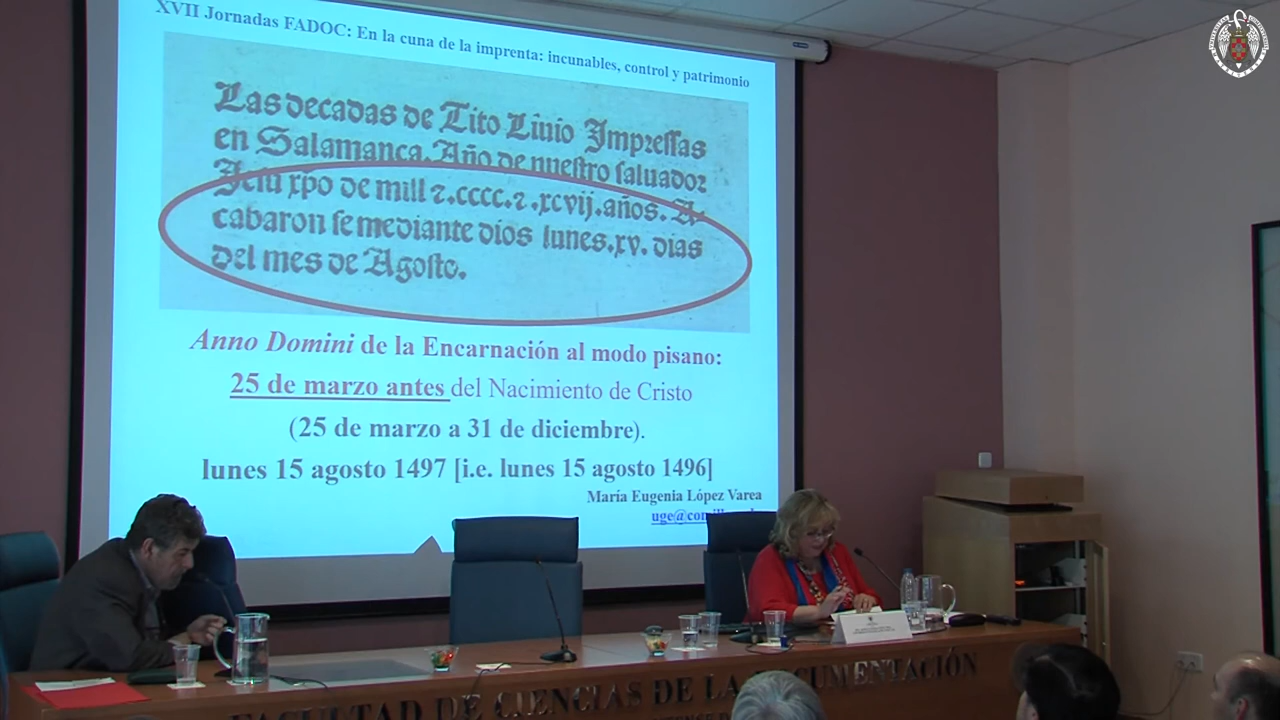 XVII Jornadas FADOC: En la cuna de la imprenta: incunables, control y patrimonio
Las decadas de Tito Liuio Impressas
en Salamanca. Año de nuestro saluador
Jesu xpo de mill ⁊.cccc.⁊.xcvij.años. A-
cabaron se mediante dios lunes.xv. dias
del mes de Agosto.
Anno Domini de la Encarnación al modo pisano:
25 de marzo antes del Nacimiento de Cristo
(25 de marzo a 31 de diciembre).
lunes 15 agosto 1497 [i.e. lunes 15 agosto 1496]
María Eugenia López Varea
FACULTAD DE CIENCIAS DE LA DOCUMENTACIÓN